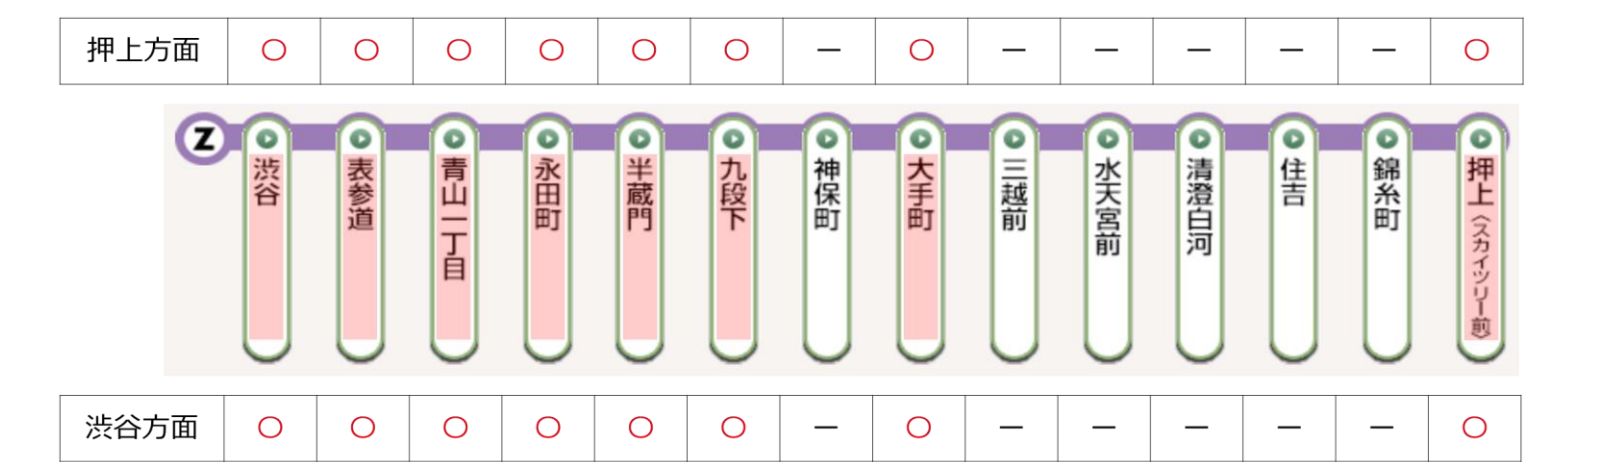 押上方面 〇 〇 〇 〇 〇 〇 ー 〇 ー ー ー ー ー 〇
Z
渋谷
表参道
青山一丁目
永田町
半蔵門
九段下
神保町
大手町
三越前
水天宮前
清澄白河
住吉
錦糸町
押上〈スカイツリー前〉
渋谷方面 〇 〇 〇 〇 〇 〇 ー 〇 ー ー ー ー ー 〇